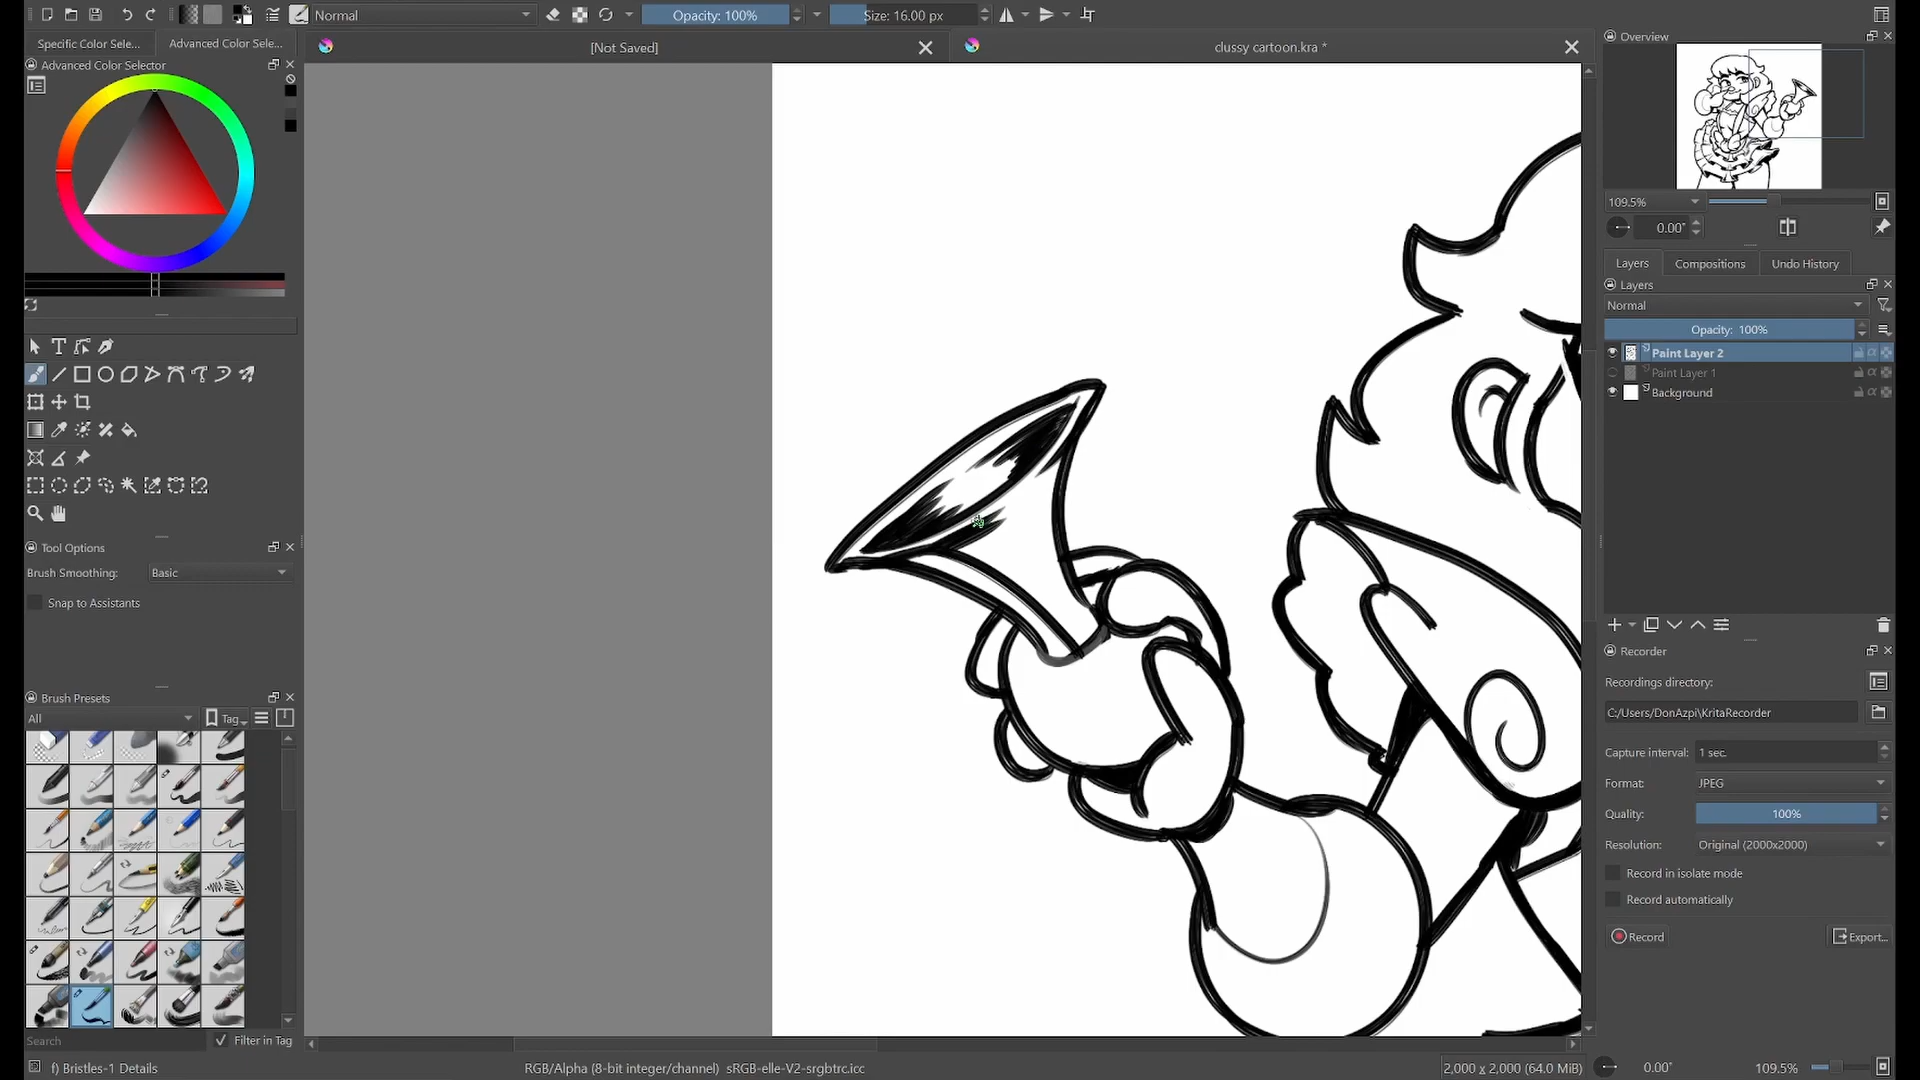 Normal
Opacity: 100%
Size: 16.00 px
Specific Color Sele...
Advanced Color Sele...
[Not Saved]
clussy cartoon.kra *
Overview
Advanced Color Selector
109.5%
0.00°
Layers
Compositions
Undo History
Layers
Normal
Opacity: 100%
Paint Layer 2
Paint Layer 1
Background
Tool Options
Brush Smoothing:
Basic
Snap to Assistants
Recorder
Recordings directory:
C:/Users/DonAzpi\KritaRecorder
Brush Presets
All
Tag
Capture interval:
1 sec.
Format:
JPEG
Quality:
100%
Resolution:
Original (2000x2000)
Record in isolate mode
Record automatically
Record
Export...
Search
Filter in Tag
f) Bristles-1 Details
RGB/Alpha (8-bit integer/channel) sRGB-elle-V2-srgbtrc.icc
2,000 x 2,000 (64.0 MiB)
0.00°
109.5%